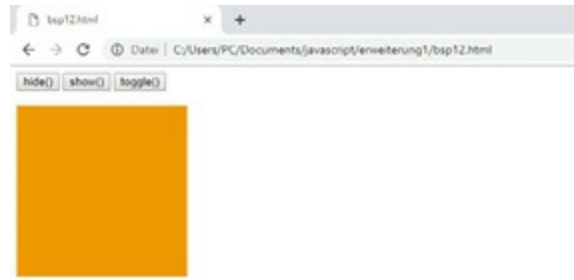 bsp12.html
Datei | C:/Users/PC/Documents/javascript/erweiterung1/bsp12.html
hide() show() toggle()